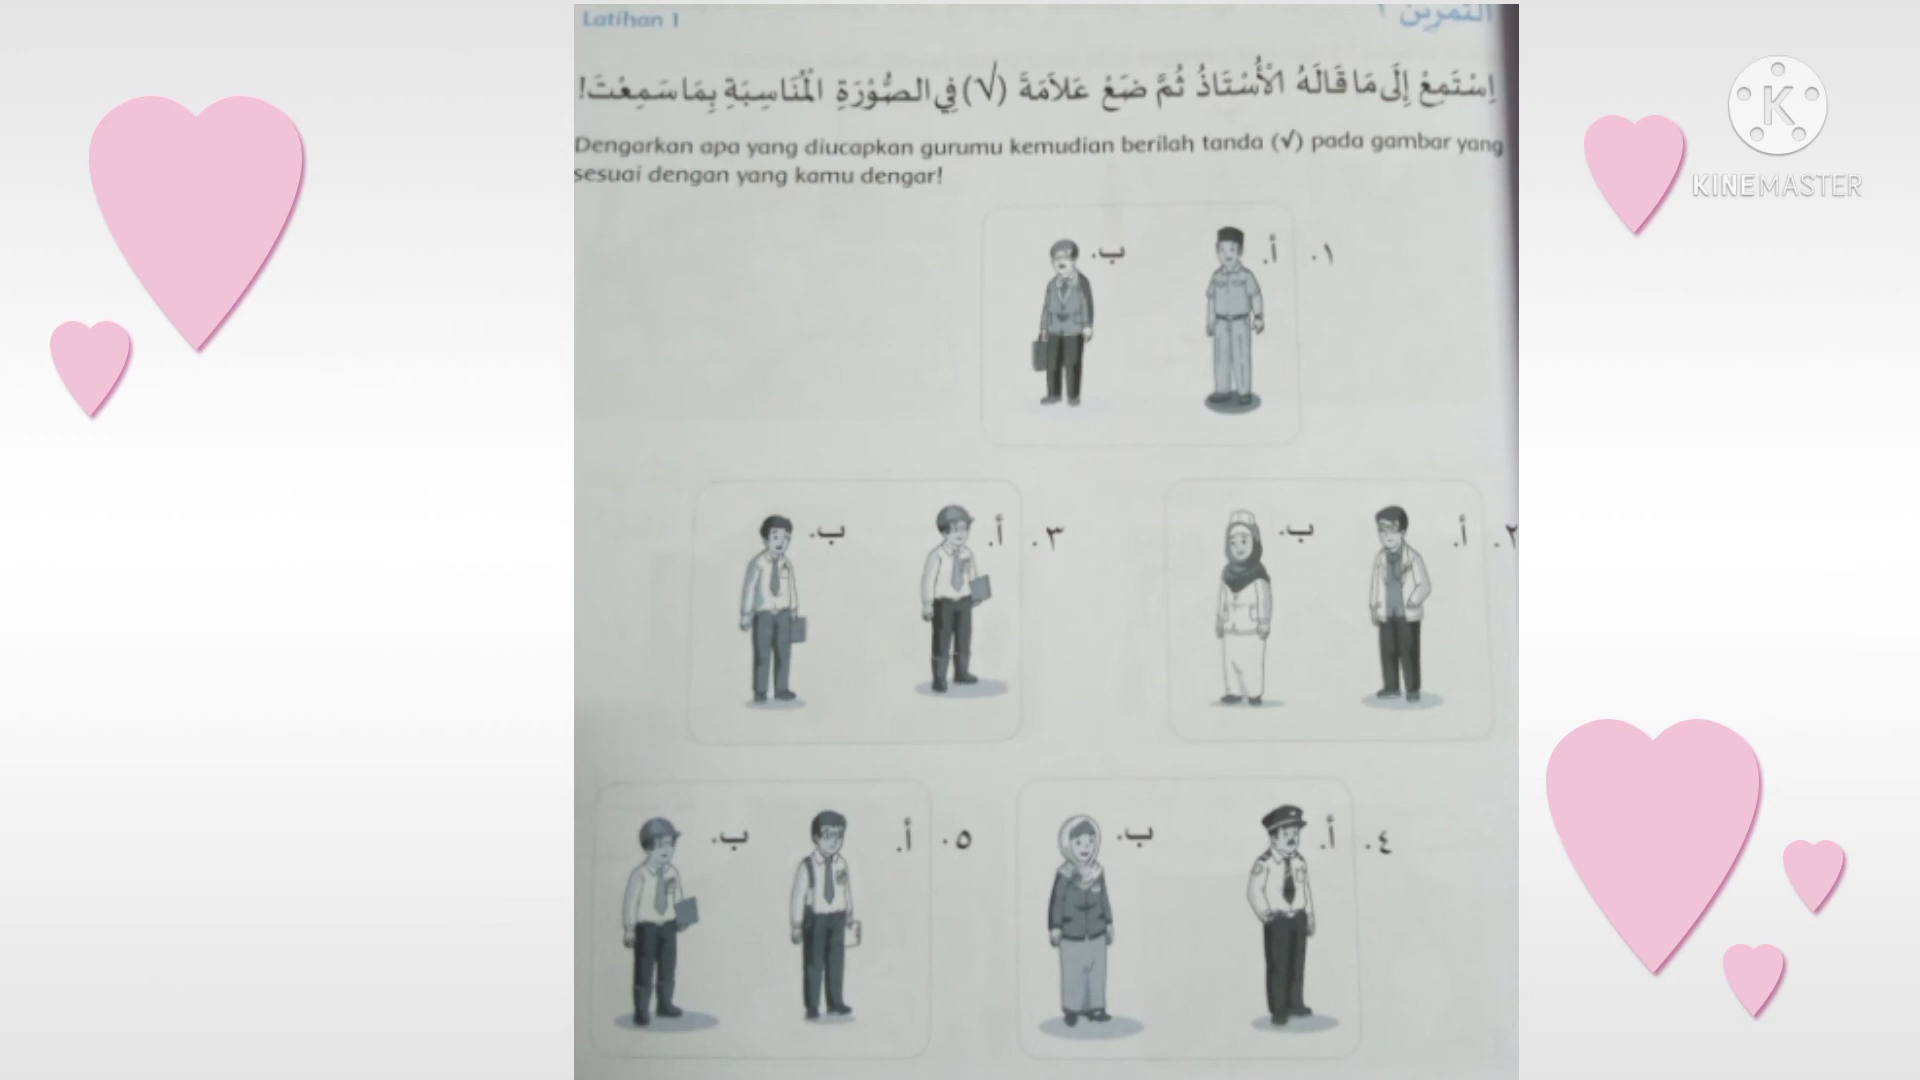 Latihan 1
التمرين ١
اِسْتَمِعْ إِلَى مَا قَالَهُ الْأُسْتَاذُ ثُمَّ ضَعْ عَلَامَةَ (√) فِي الصُّوْرَةِ الْمُنَاسِبَةِ بِمَا سَمِعْتَ!
Dengarkan apa yang diucapkan gurumu kemudian berilah tanda (√) pada gambar yang
sesuai dengan yang kamu dengar!
KINEMASTER
١. أ. ب.
٢. أ. ب.
٣. أ. ب.
٤. أ. ب.
٥. أ. ب.